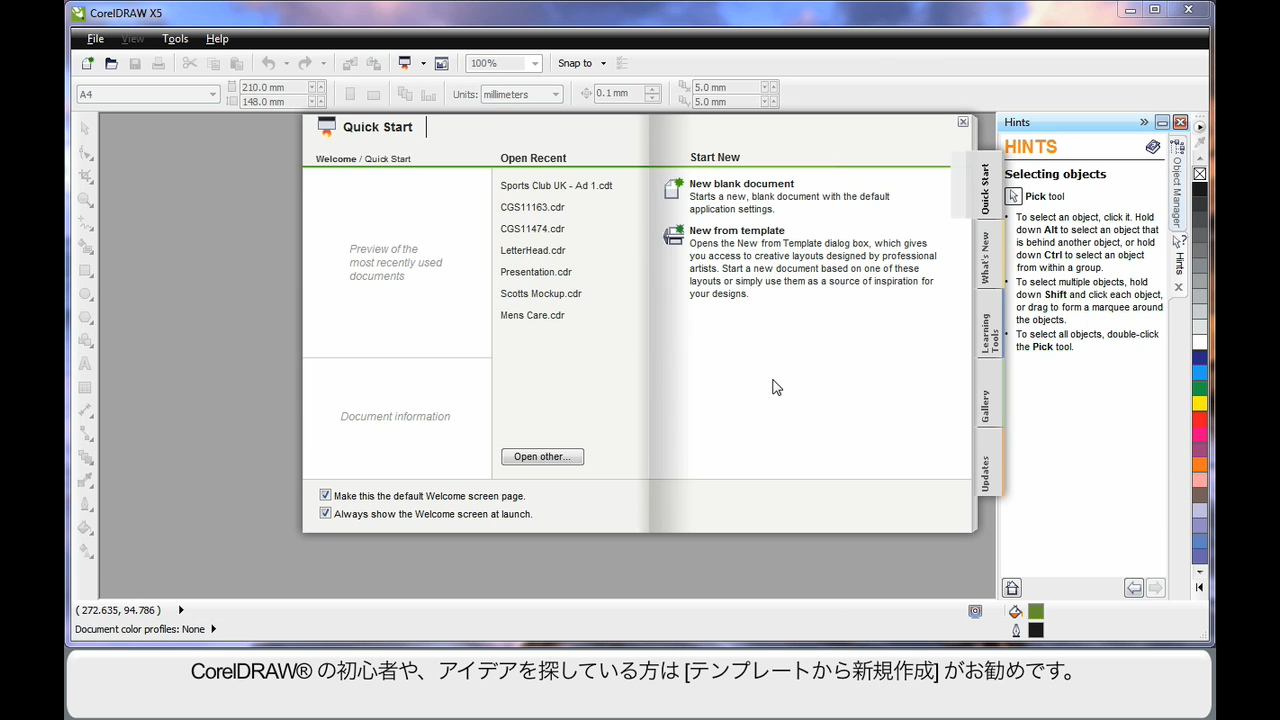 CorelDRAW X5
File View Tools Help
100% Snap to
A4
210.0 mm
148.0 mm
Units: millimeters
0.1 mm
5.0 mm
5.0 mm
Quick Start
Welcome / Quick Start
Open Recent
Start New
Preview of the
most recently used
documents
Document information
Sports Club UK - Ad 1.cdt
CGS11163.cdr
CGS11474.cdr
LetterHead.cdr
Presentation.cdr
Scotts Mockup.cdr
Mens Care.cdr
Open other...
New blank document
Starts a new, blank document with the default
application settings.
New from template
Opens the New from Template dialog box, which gives
you access to creative layouts designed by professional
artists. Start a new document based on one of these
layouts or simply use them as a source of inspiration for
your designs.
Make this the default Welcome screen page.
Always show the Welcome screen at launch.
Quick Start
What's New
Learning
Tools
Gallery
Updates
Hints
HINTS
Selecting objects
Pick tool
• To select an object, click it. Hold
down Alt to select an object that
is behind another object, or hold
down Ctrl to select an object
from within a group.
• To select multiple objects, hold
down Shift and click each object,
or drag to form a marquee around
the objects.
• To select all objects, double-click
the Pick tool.
Object Manager
Hints
( 272.635, 94.786 )
Document color profiles: None
CorelDRAW® の初心者や、アイデアを探している方は [テンプレートから新規作成] がお勧めです。